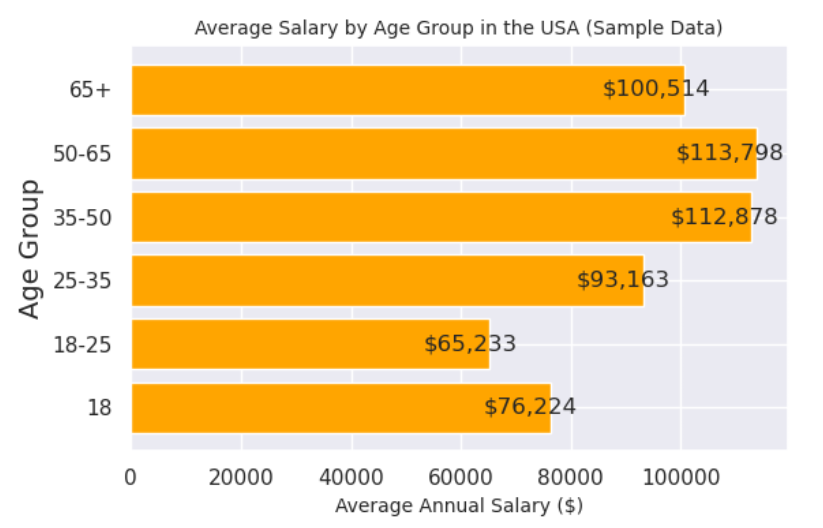 Average Salary by Age Group in the USA (Sample Data)
Age Group
65+ $100,514
50-65 $113,798
35-50 $112,878
25-35 $93,163
18-25 $65,233
18 $76,224
0 20000 40000 60000 80000 100000
Average Annual Salary ($)